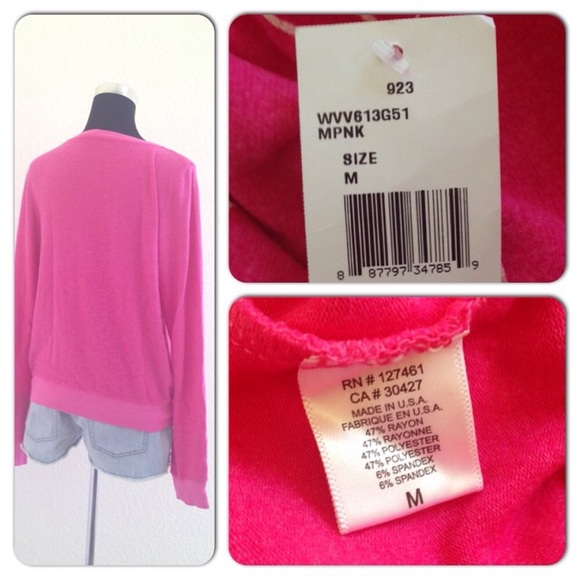 923
WVV613G51
MPNK
SIZE
M
8 87797 34785 9
RN # 127461
CA # 30427
MADE IN U.S.A.
FABRIQUE EN U.S.A.
47% RAYON
47% RAYONNE
47% POLYESTER
47% POLYESTER
6% SPANDEX
6% SPANDEX
M